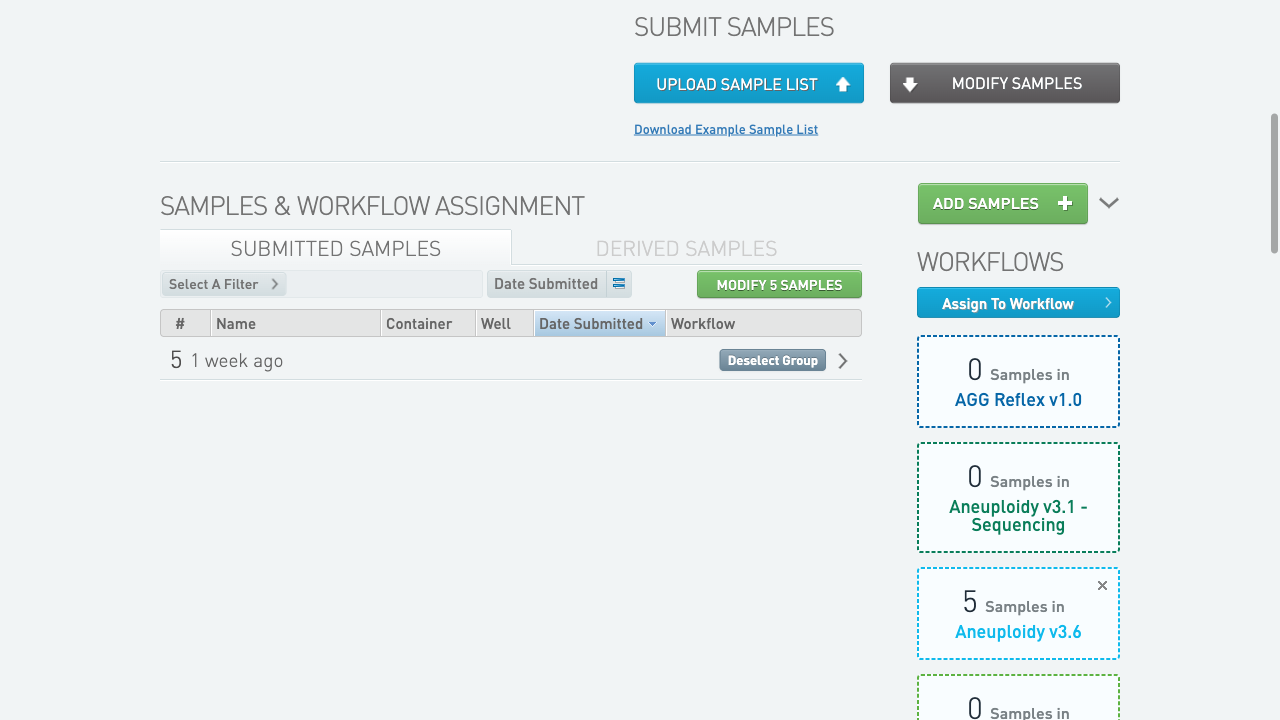 SUBMIT SAMPLES
UPLOAD SAMPLE LIST
MODIFY SAMPLES
Download Example Sample List
SAMPLES & WORKFLOW ASSIGNMENT
ADD SAMPLES
SUBMITTED SAMPLES
DERIVED SAMPLES
Select A Filter
Date Submitted
MODIFY 5 SAMPLES
# Name Container Well Date Submitted Workflow
5 1 week ago
Deselect Group
WORKFLOWS
Assign To Workflow
0 Samples in
AGG Reflex v1.0
0 Samples in
Aneuploidy v3.1 -
Sequencing
5 Samples in
Aneuploidy v3.6
0 Samples in